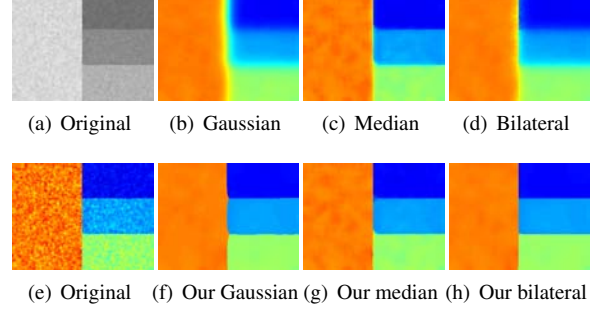 (a) Original (b) Gaussian (c) Median (d) Bilateral
(e) Original (f) Our Gaussian (g) Our median (h) Our bilateral